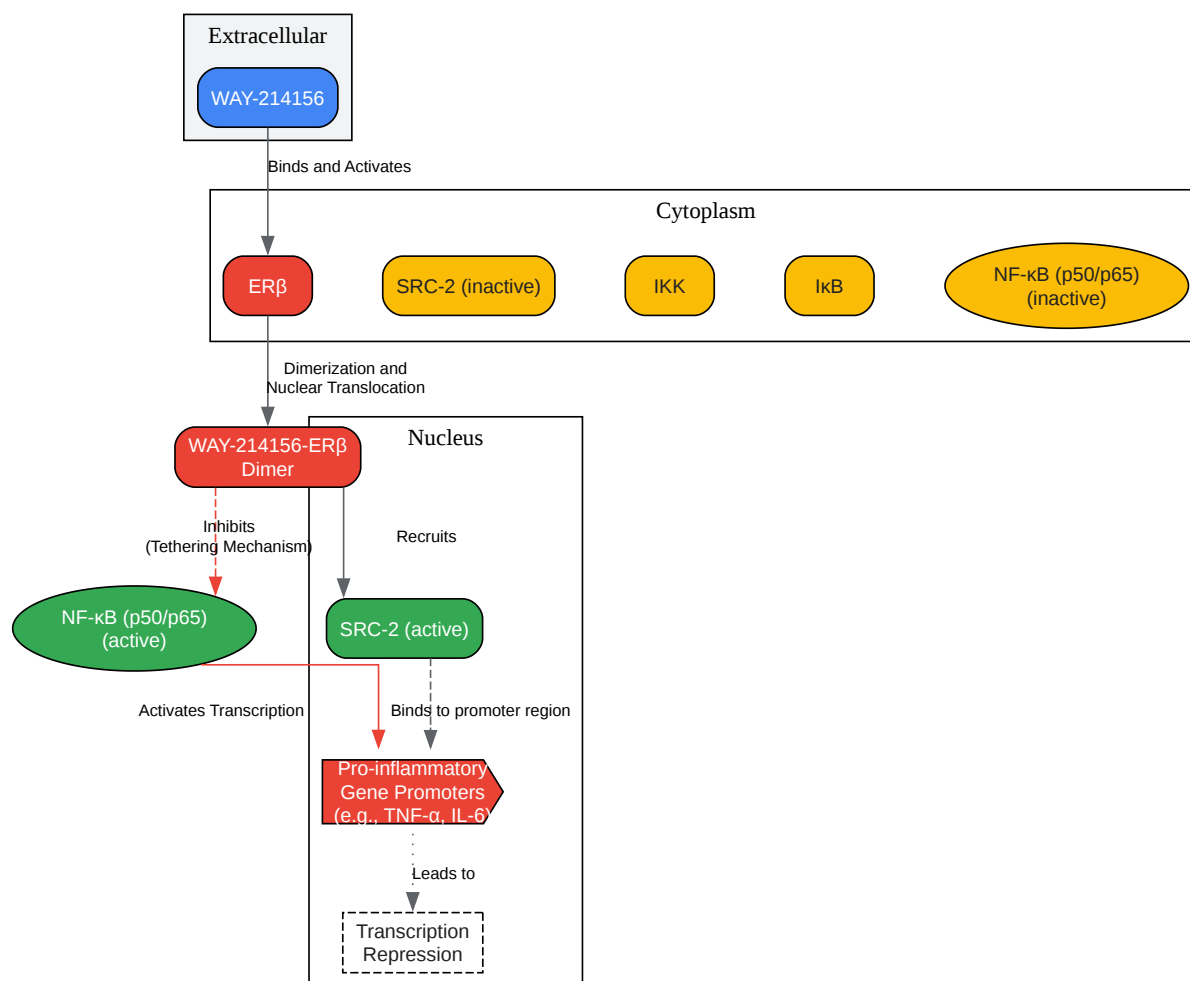 Extracellular
WAY-214156
Binds and Activates
Cytoplasm
ERβ
SRC-2 (inactive)
IKK
IκB
NF-κB (p50/p65)
(inactive)
Dimerization and
Nuclear Translocation
Nucleus
WAY-214156-ERβ
Dimer
Inhibits
(Tethering Mechanism)
Recruits
NF-κB (p50/p65)
(active)
SRC-2 (active)
Activates Transcription
Binds to promoter region
Pro-inflammatory
Gene Promoters
(e.g., TNF-α, IL-6)
Leads to
Transcription
Repression